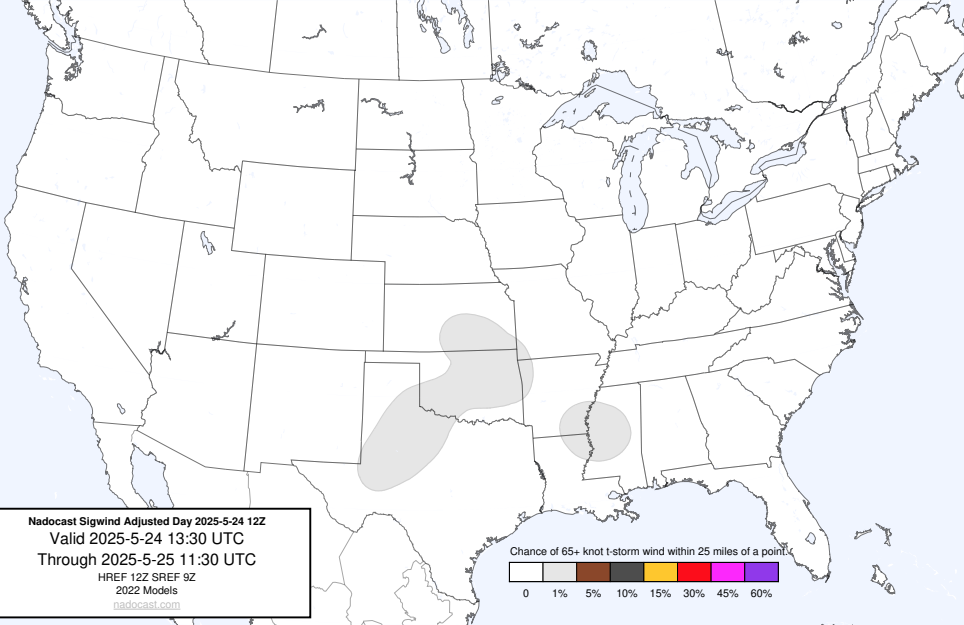 Nadocast Sigwind Adjusted Day 2025-5-24 12Z
Valid 2025-5-24 13:30 UTC
Through 2025-5-25 11:30 UTC
HREF 12Z SREF 9Z
2022 Models
nadocast.com
Chance of 65+ knot t-storm wind within 25 miles of a point.
0 1% 5% 10% 15% 30% 45% 60%